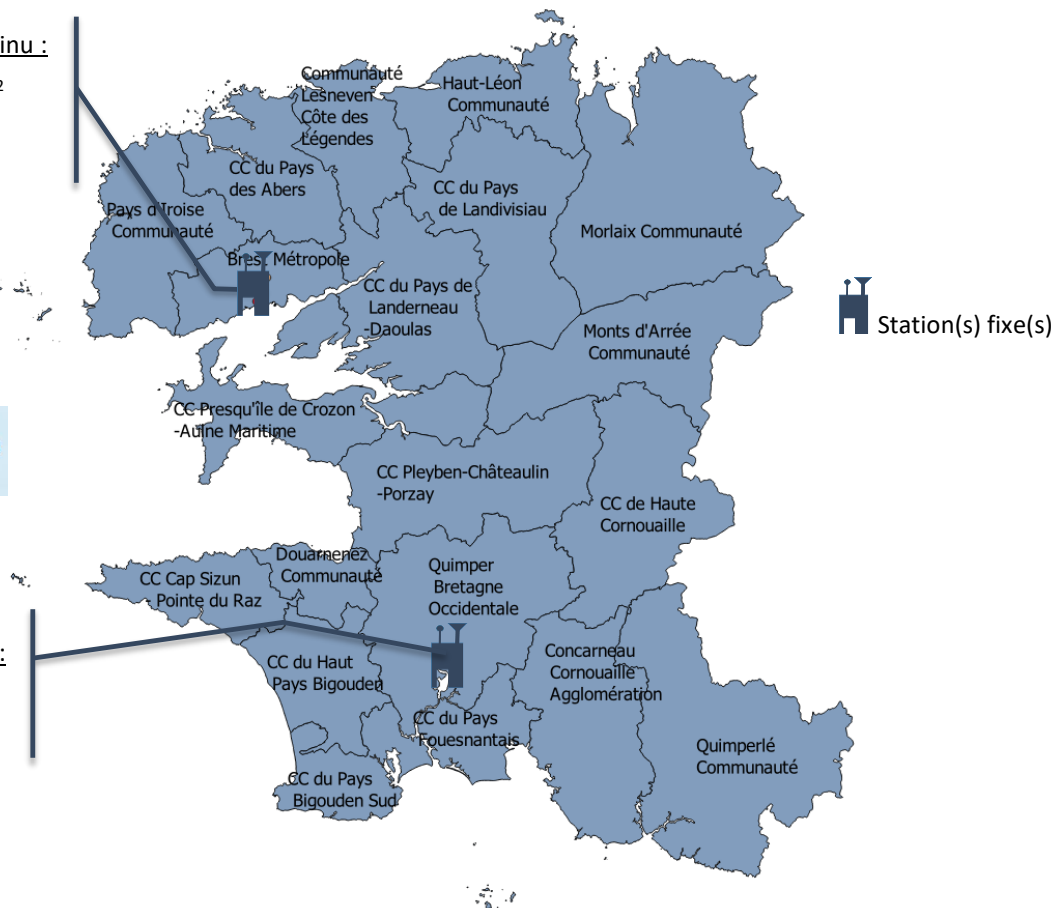 inu :
2
Communauté
Lesneven
Côte des
Légendes
Haut-Léon
Communauté
CC du Pays
des Abers
CC du Pays
de Landivisiau
Pays d'Iroise
Communauté
Morlaix Communauté
Brest Métropole
CC du Pays de
Landerneau
-Daoulas
Monts d'Arrée
Communauté
Station(s) fixe(s)
CC Presqu'île de Crozon
-Aulne Maritime
CC Pleyben-Châteaulin
-Porzay
CC de Haute
Cornouaille
Douarnenez
Communauté
CC Cap Sizun
- Pointe du Raz
Quimper
Bretagne
Occidentale
:
CC du Haut
Pays Bigouden
Concarneau
Cornouaille
Agglomération
CC du Pays
Fouesnantais
Quimperlé
Communauté
CC du Pays
Bigouden Sud